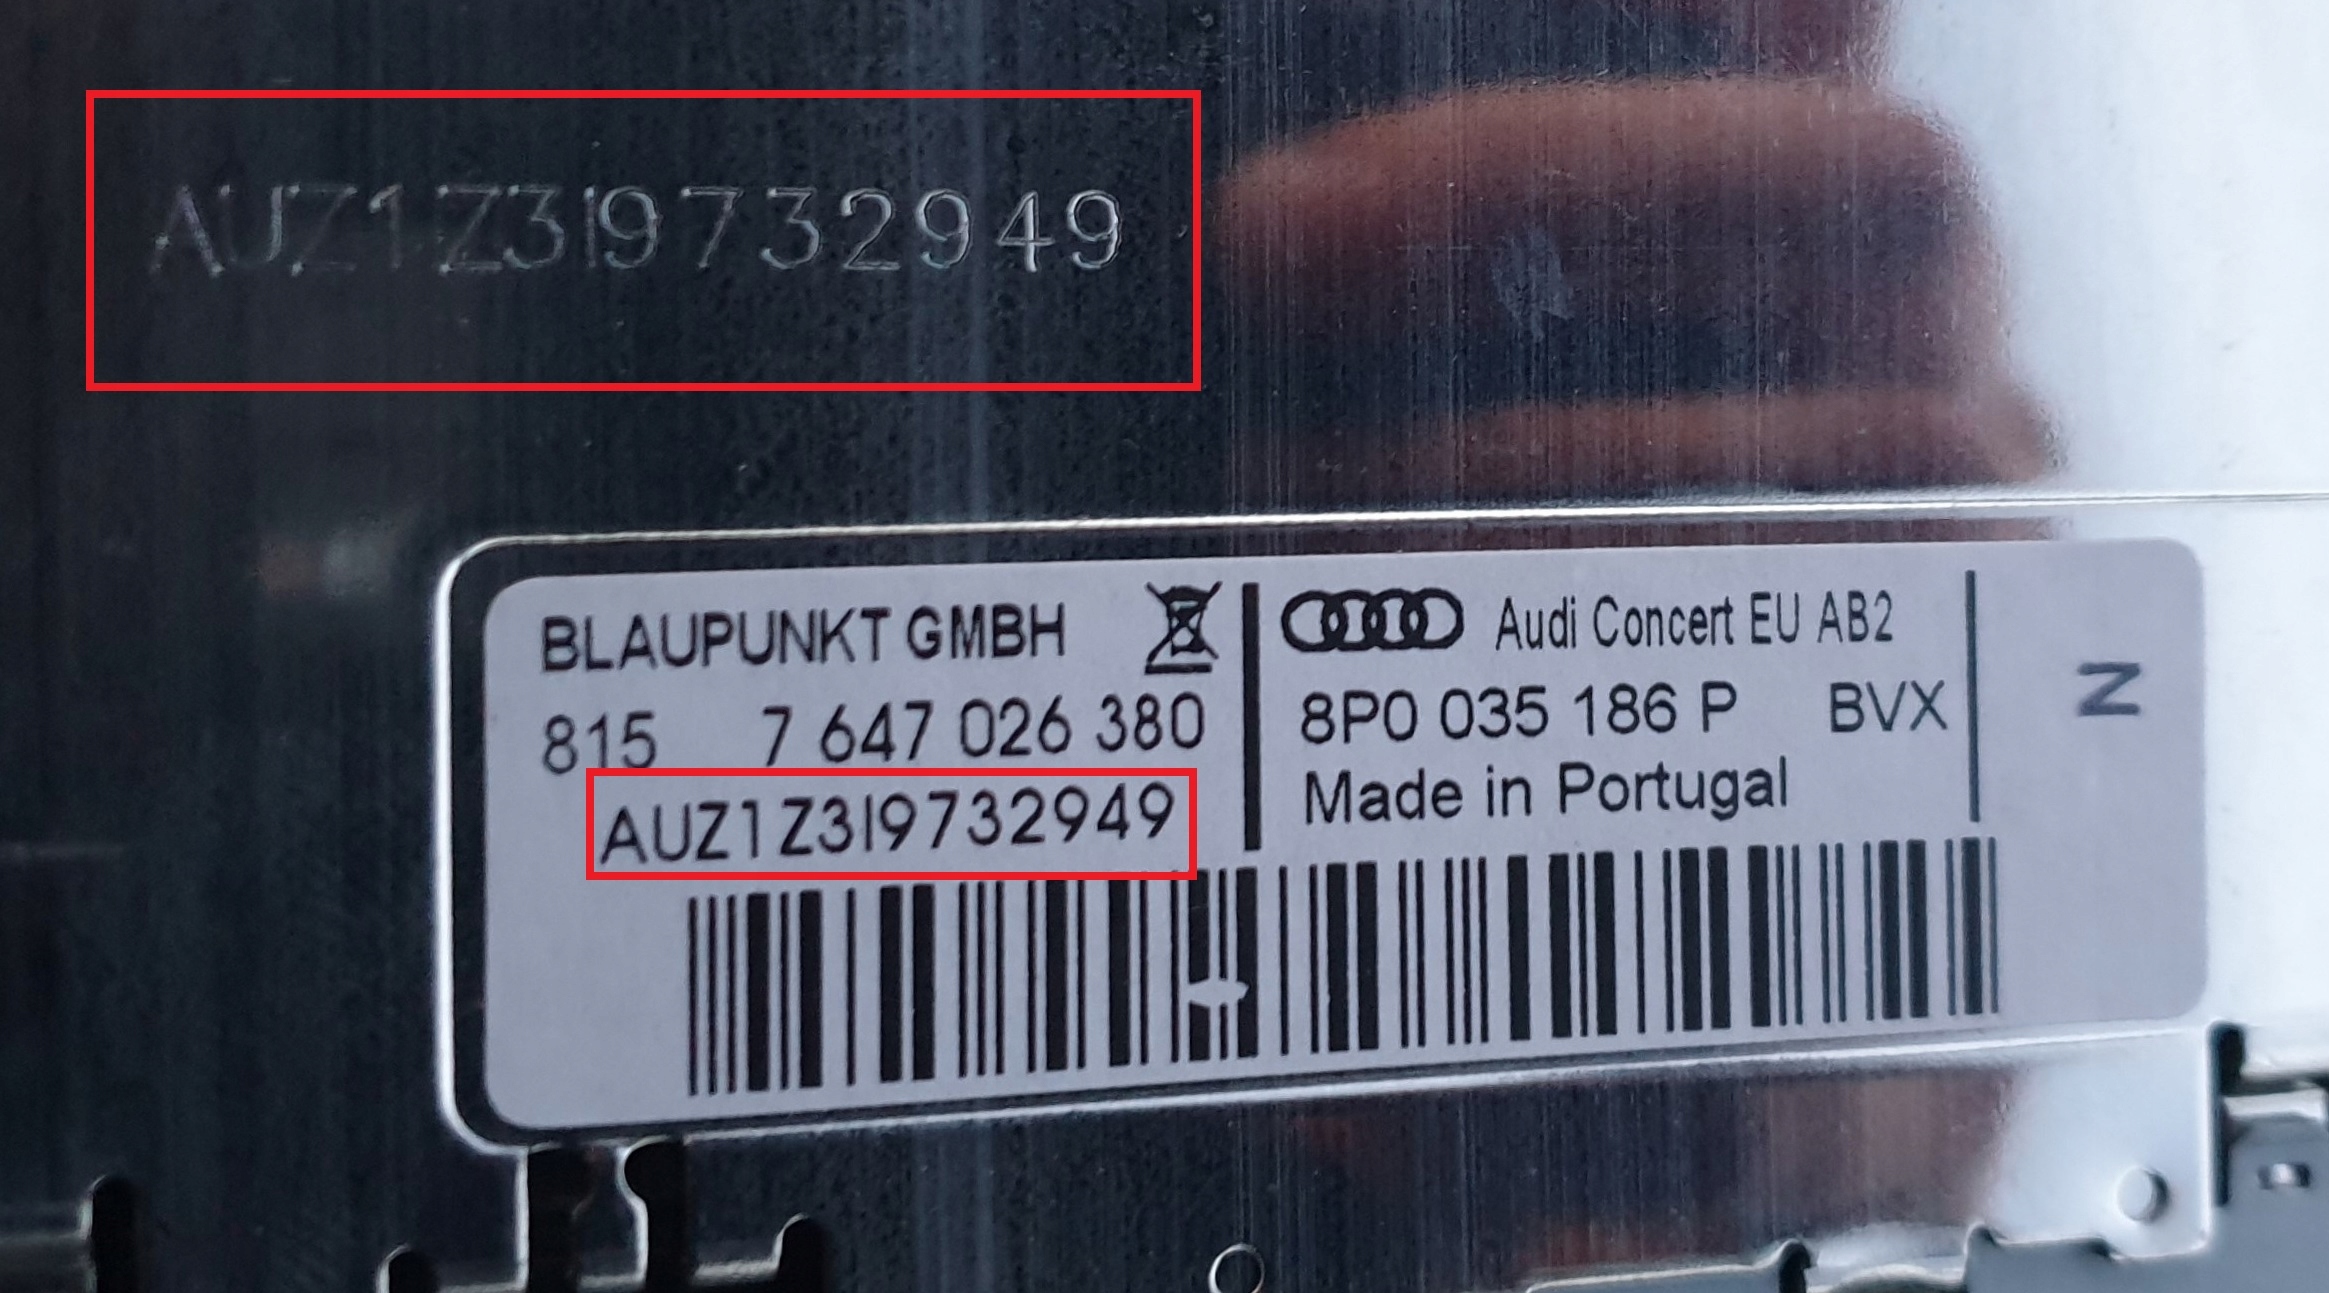 AUZ1Z3I9732949
BLAUPUNKT GMBH
815 7 647 026 380
AUZ1Z3I9732949
Audi Concert EU AB2
8P0 035 186 P BVX
Made in Portugal
N